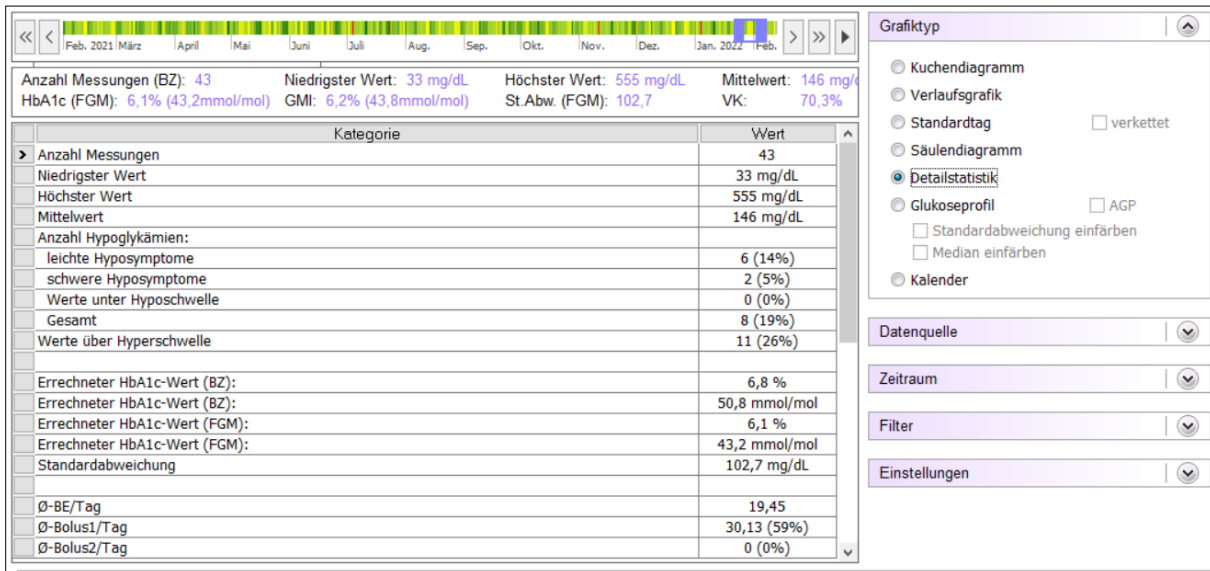 Feb. 2021 März April Mai Juni Juli Aug. Sep. Okt. Nov. Dez. Jan. 2022 Feb.
Anzahl Messungen (BZ): 43 Niedrigster Wert: 33 mg/dL Höchster Wert: 555 mg/dL Mittelwert: 146 mg/d
HbA1c (FGM): 6,1% (43,2mmol/mol) GMI: 6,2% (43,8mmol/mol) St.Abw. (FGM): 102,7 VK: 70,3%
Kategorie Wert
Anzahl Messungen 43
Niedrigster Wert 33 mg/dL
Höchster Wert 555 mg/dL
Mittelwert 146 mg/dL
Anzahl Hypoglykämien:
leichte Hyposymptome 6 (14%)
schwere Hyposymptome 2 (5%)
Werte unter Hyposchwelle 0 (0%)
Gesamt 8 (19%)
Werte über Hyperschwelle 11 (26%)
Errechneter HbA1c-Wert (BZ): 6,8 %
Errechneter HbA1c-Wert (BZ): 50,8 mmol/mol
Errechneter HbA1c-Wert (FGM): 6,1 %
Errechneter HbA1c-Wert (FGM): 43,2 mmol/mol
Standardabweichung 102,7 mg/dL
Ø-BE/Tag 19,45
Ø-Bolus1/Tag 30,13 (59%)
Ø-Bolus2/Tag 0 (0%)
Grafiktyp
Kuchendiagramm
Verlaufsgrafik
Standardtag verkettet
Säulendiagramm
Detailstatistik
Glukoseprofil AGP
Standardabweichung einfärben
Median einfärben
Kalender
Datenquelle
Zeitraum
Filter
Einstellungen